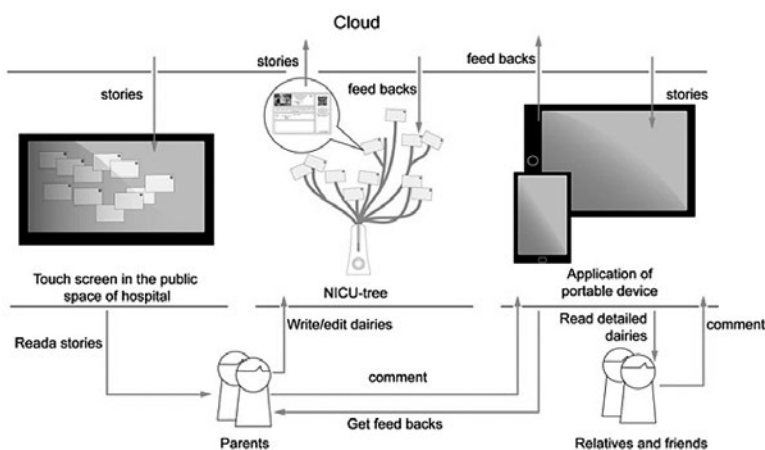 Cloud
stories
feed backs
stories
feed backs
stories
Touch screen in the public
space of hospital
NICU-tree
Application of
portable device
Reada stories
Write/edit dairies
Read detailed
dairies
comment
comment
Get feed backs
Parents
Relatives and friends